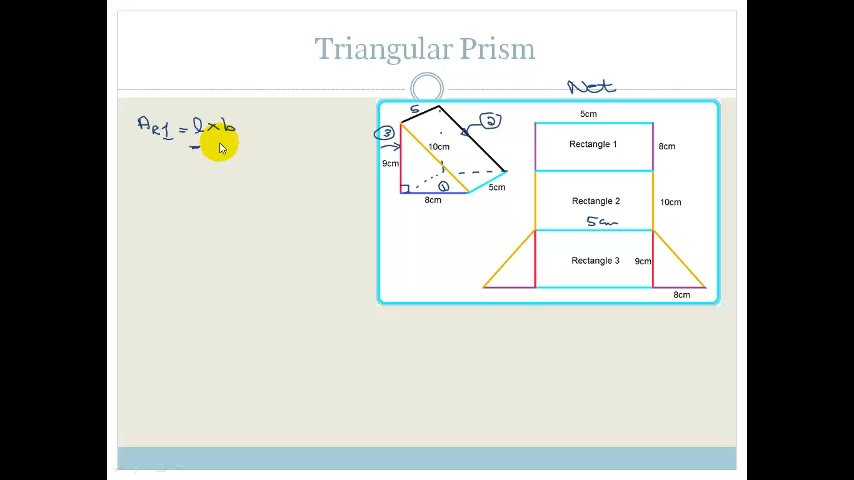 Triangular Prism
Net
A R1 = l x b
=
5
2
3
10cm
9cm
1
5cm
8cm
5cm
Rectangle 1
8cm
Rectangle 2
10cm
5cm
Rectangle 3
9cm
8cm